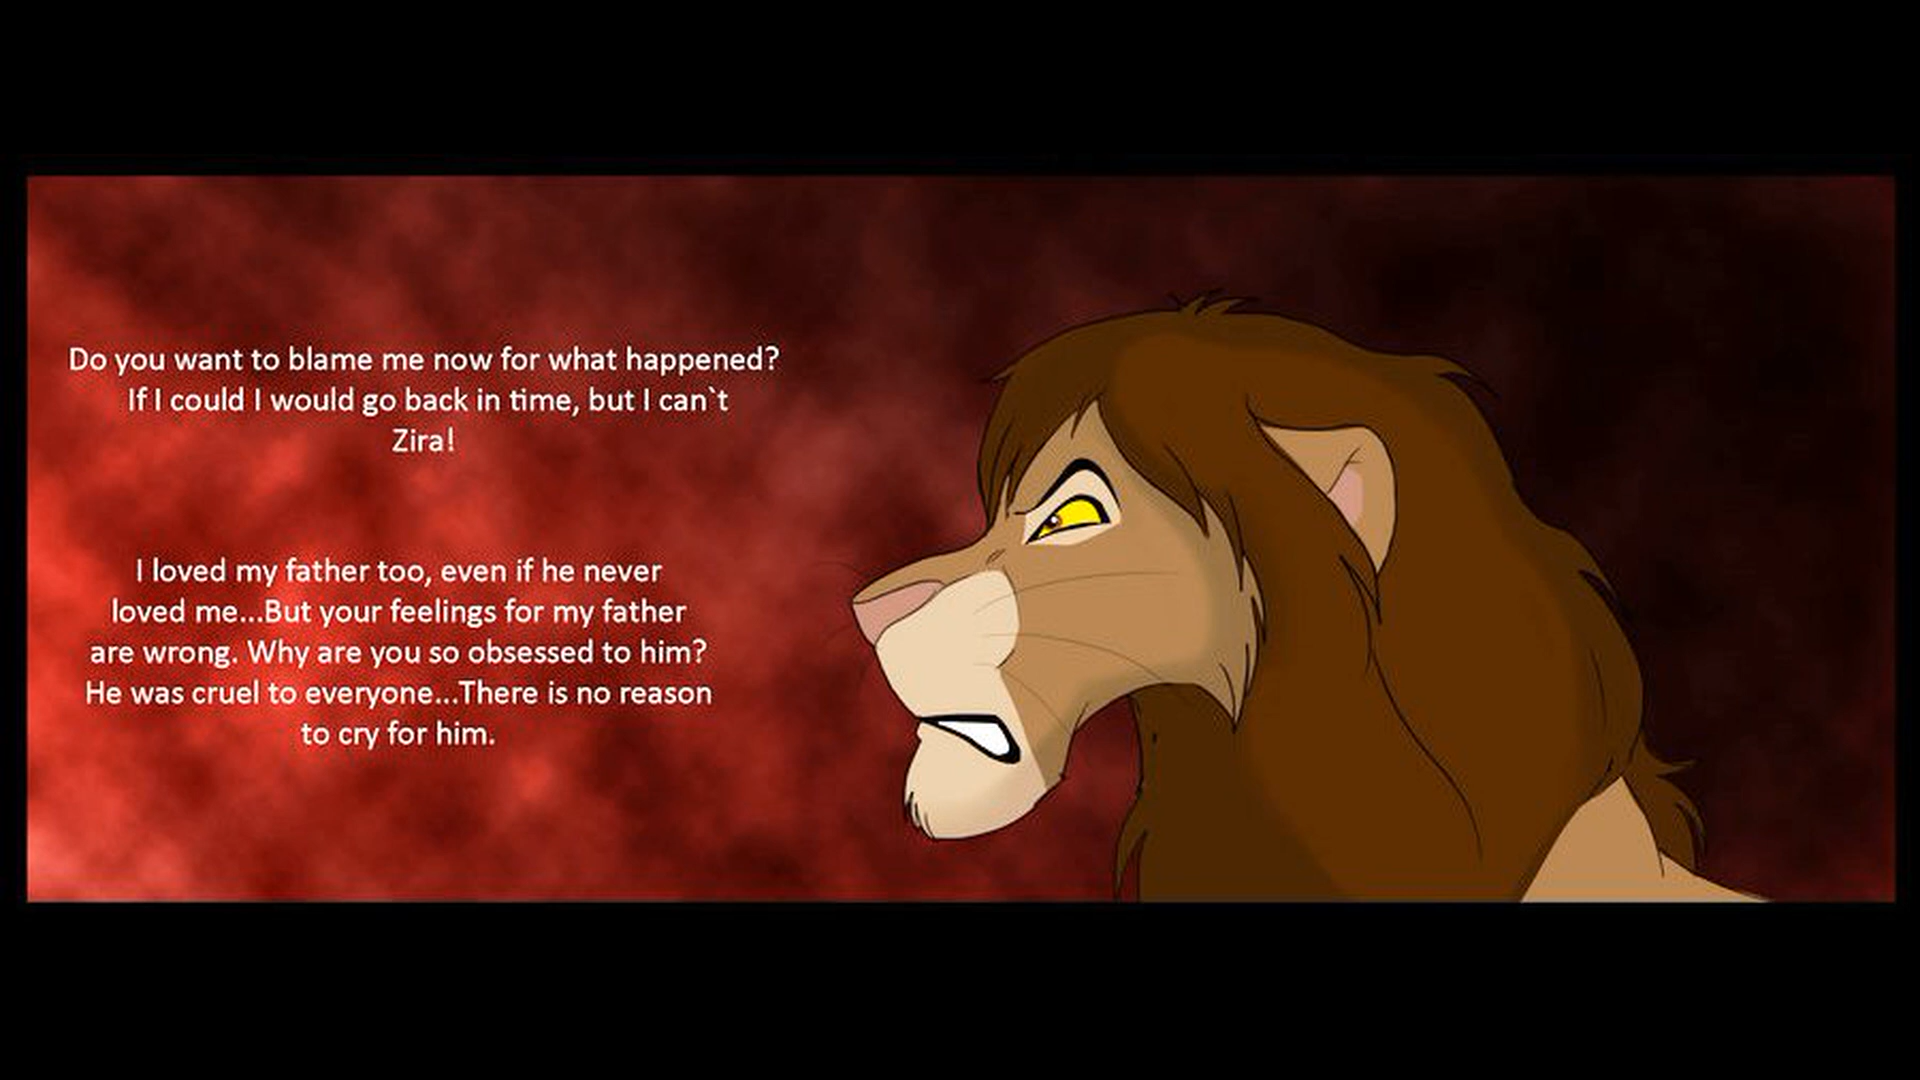 Do you want to blame me now for what happened?
If I could I would go back in time, but I can`t
Zira!
I loved my father too, even if he never
loved me...But your feelings for my father
are wrong. Why are you so obsessed to him?
He was cruel to everyone...There is no reason
to cry for him.